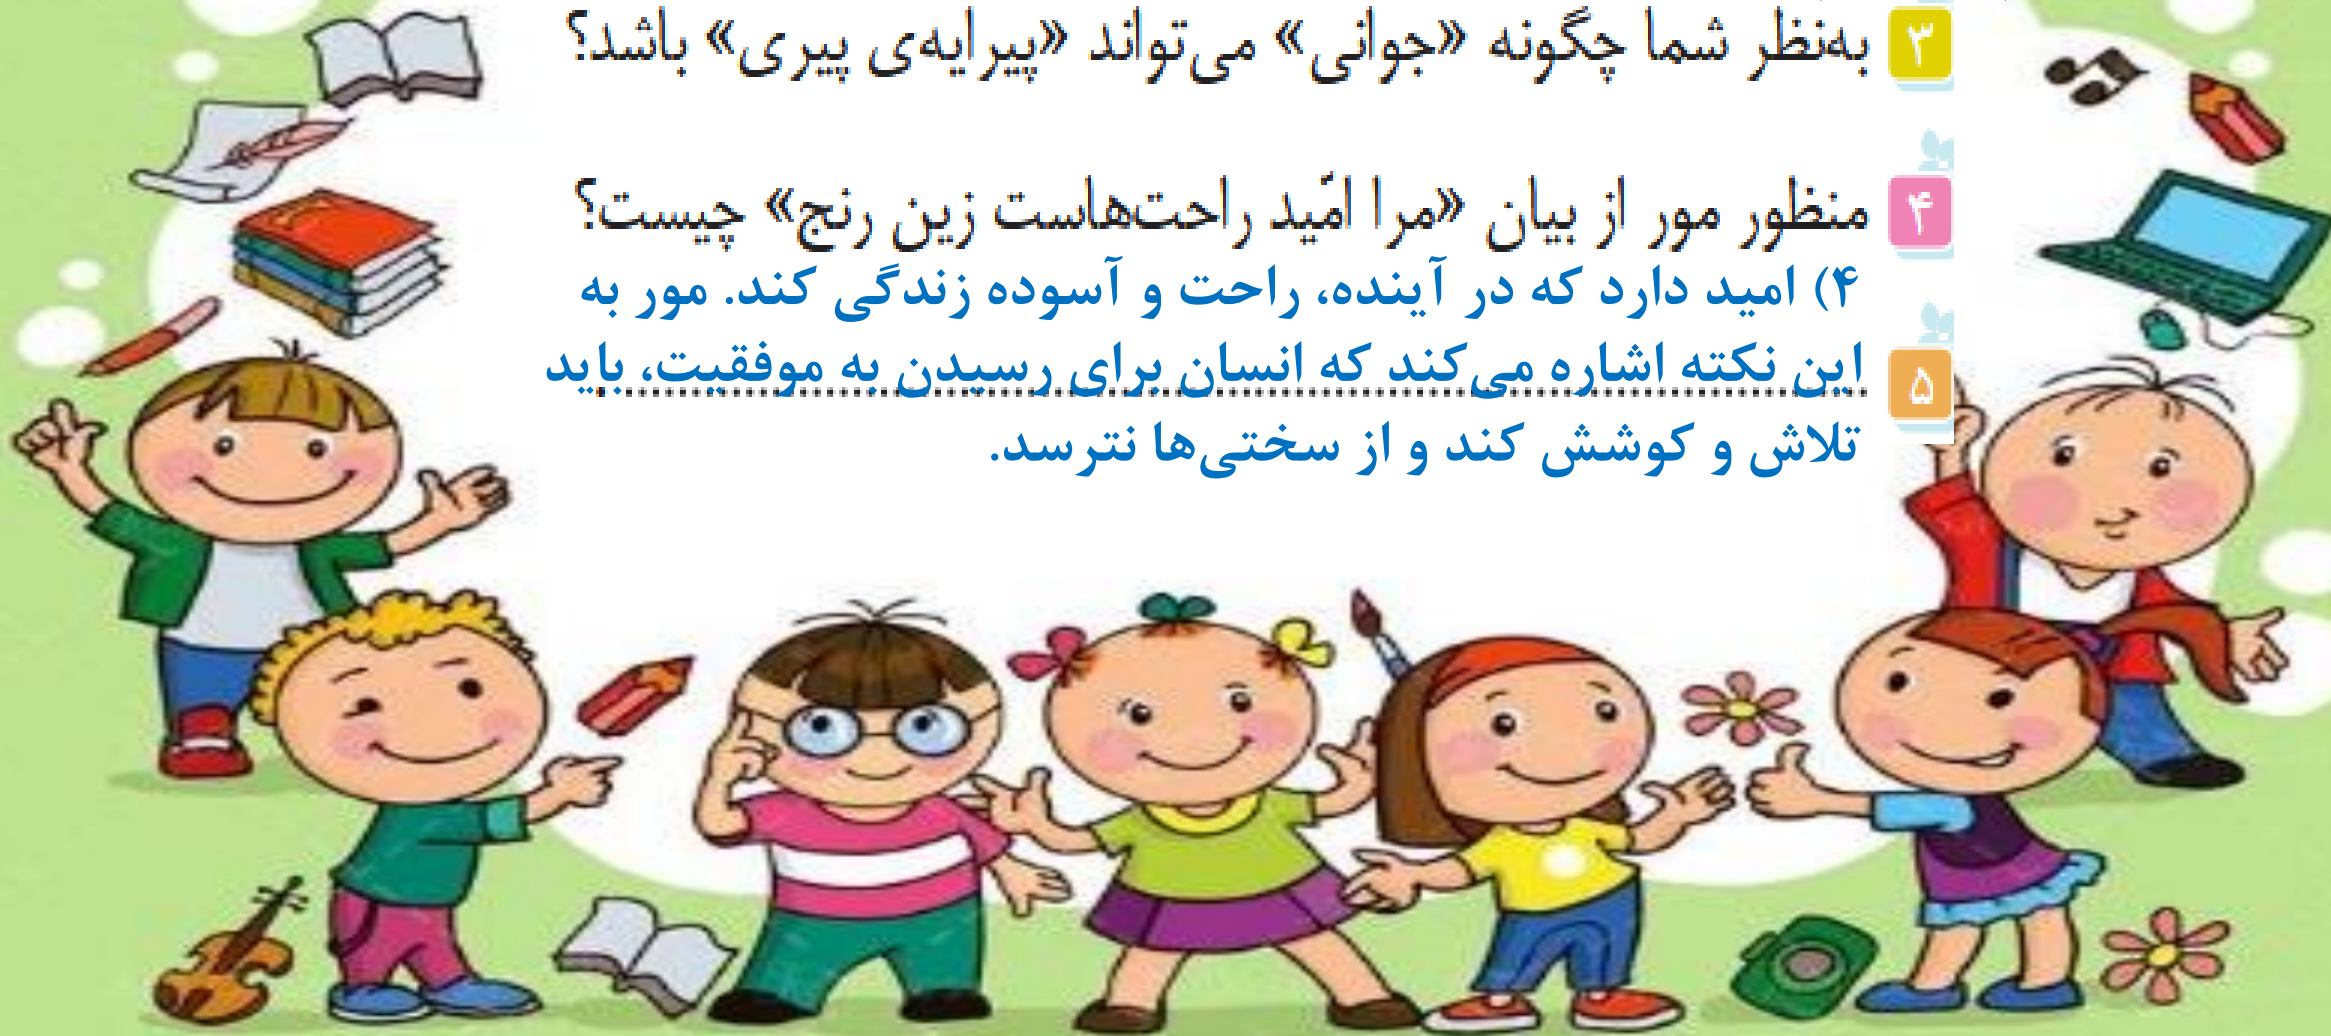 ۳ به‌نظر شما چگونه «جوانی» می‌تواند «پیرایه‌ی پیری» باشد؟
۴ منظور مور از بیان «مرا امّید راحت‌هاست زین رنج» چیست؟
۴) امید دارد که در آینده، راحت و آسوده زندگی کند. مور به
این نکته اشاره می‌کند که انسان برای رسیدن به موفقیت، باید
۵ ........................................
تلاش و کوشش کند و از سختی‌ها نترسد.